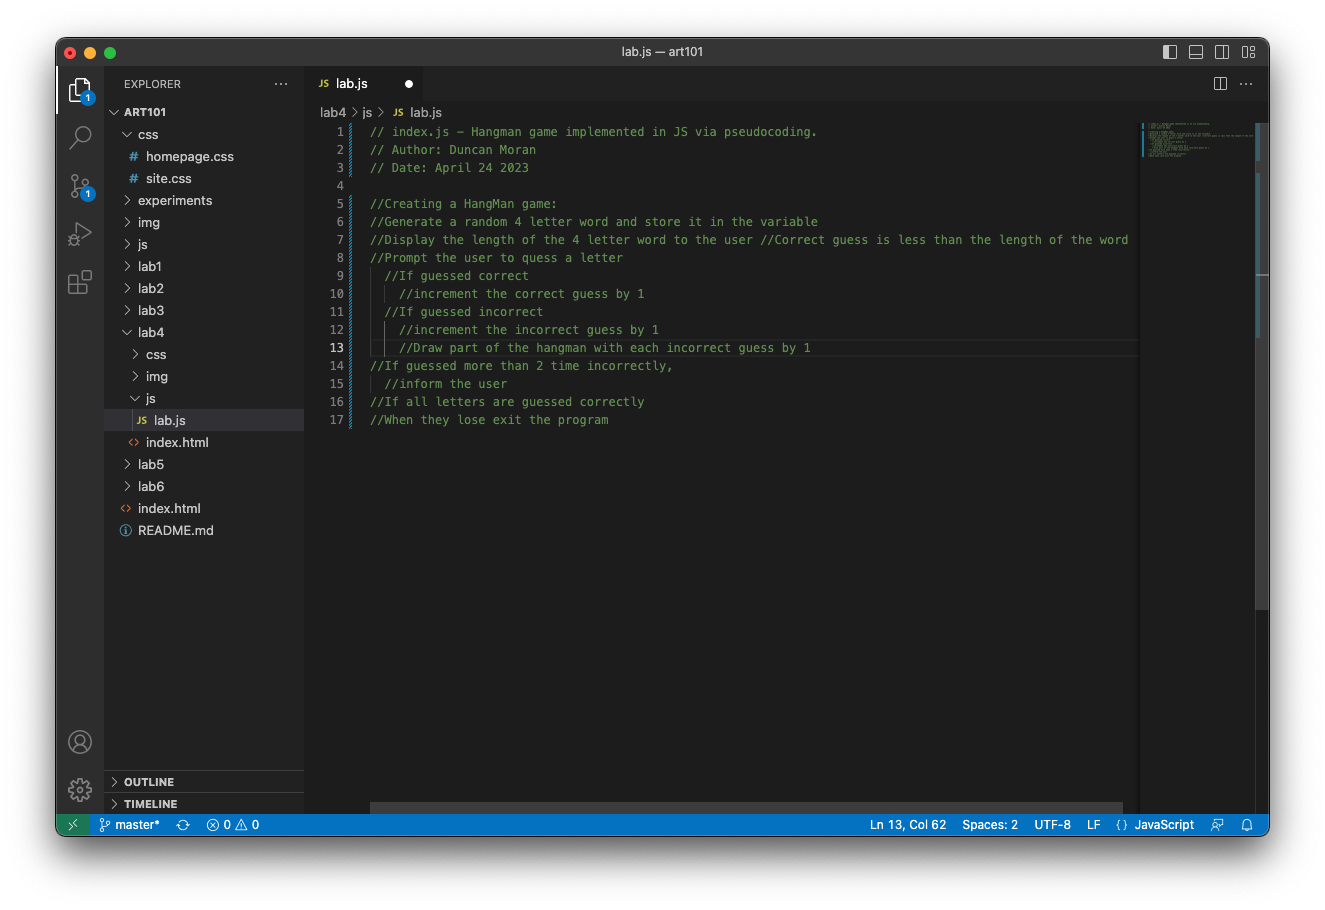 lab.js — art101
EXPLORER
ART101
css
# homepage.css
# site.css
experiments
img
js
lab1
lab2
lab3
lab4
css
img
js
JS lab.js
<> index.html
lab5
lab6
<> index.html
README.md
OUTLINE
TIMELINE
1
1
JS lab.js
lab4 > js > JS lab.js
1 // index.js - Hangman game implemented in JS via pseudocoding.
2 // Author: Duncan Moran
3 // Date: April 24 2023
4
5 //Creating a HangMan game:
6 //Generate a random 4 letter word and store it in the variable
7 //Display the length of the 4 letter word to the user //Correct guess is less than the length of the word
8 //Prompt the user to quess a letter
9 //If guessed correct
10 //increment the correct guess by 1
11 //If guessed incorrect
12 //increment the incorrect guess by 1
13 //Draw part of the hangman with each incorrect guess by 1
14 //If guessed more than 2 time incorrectly,
15 //inform the user
16 //If all letters are guessed correctly
17 //When they lose exit the program
master* 0 0 Ln 13, Col 62 Spaces: 2 UTF-8 LF {} JavaScript